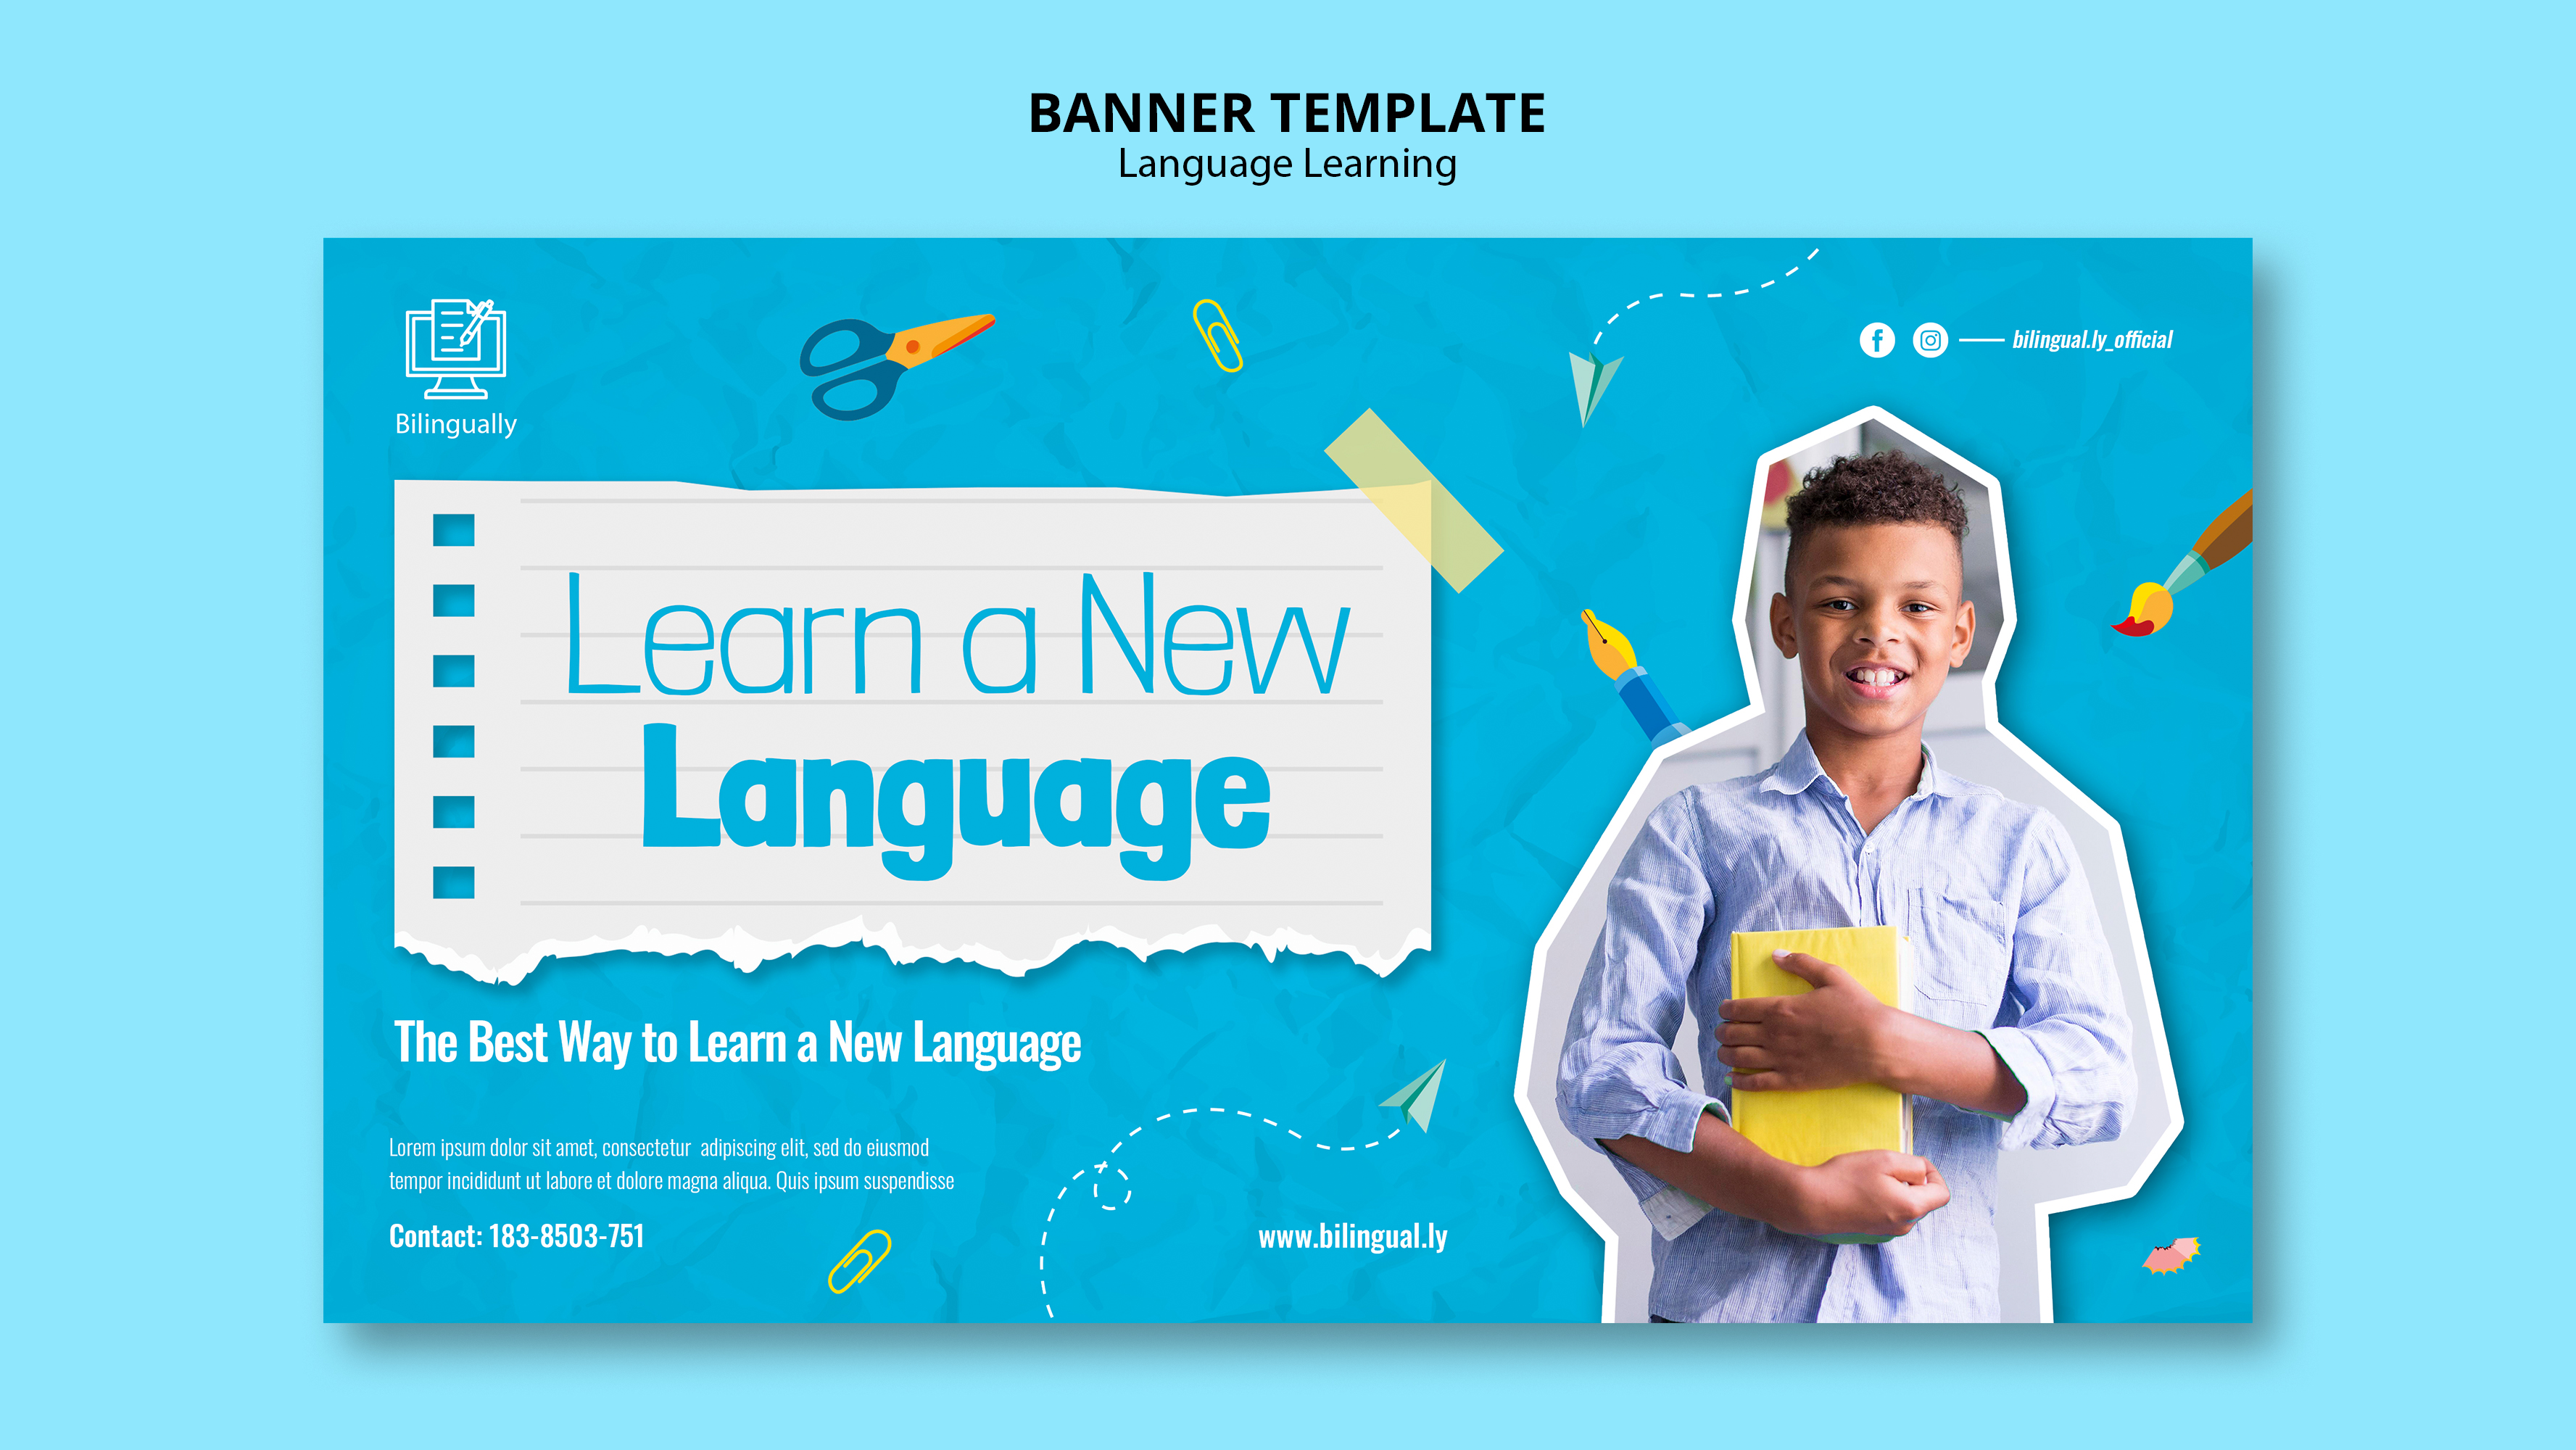 BANNER TEMPLATE
Language Learning
Bilingually
bilingual.ly_official
Learn a New
Language
The Best Way to Learn a New Language
Lorem ipsum dolor sit amet, consectetur  adipiscing elit, sed do eiusmod
tempor incididunt ut labore et dolore magna aliqua. Quis ipsum suspendisse
Contact: 183-8503-751
www.bilingual.ly